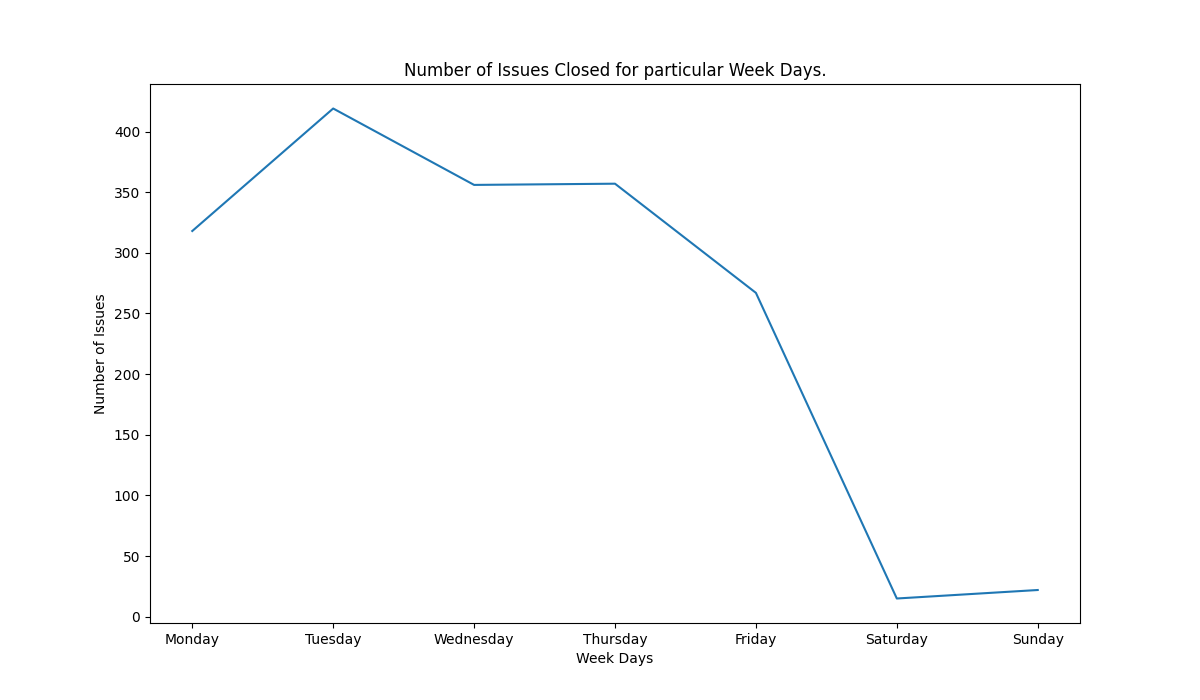 Number of Issues Closed for particular Week Days.
Number of Issues
400
350
300
250
200
150
100
50
0
Monday Tuesday Wednesday Thursday Friday Saturday Sunday
Week Days